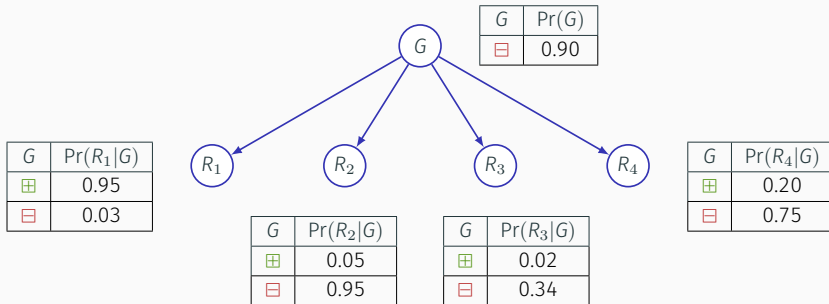 G Pr(G)
⊟ 0.90
G
R₁ R₂ R₃ R₄
G Pr(R₁|G)
⊞ 0.95
⊟ 0.03
G Pr(R₂|G)
⊞ 0.05
⊟ 0.95
G Pr(R₃|G)
⊞ 0.02
⊟ 0.34
G Pr(R₄|G)
⊞ 0.20
⊟ 0.75